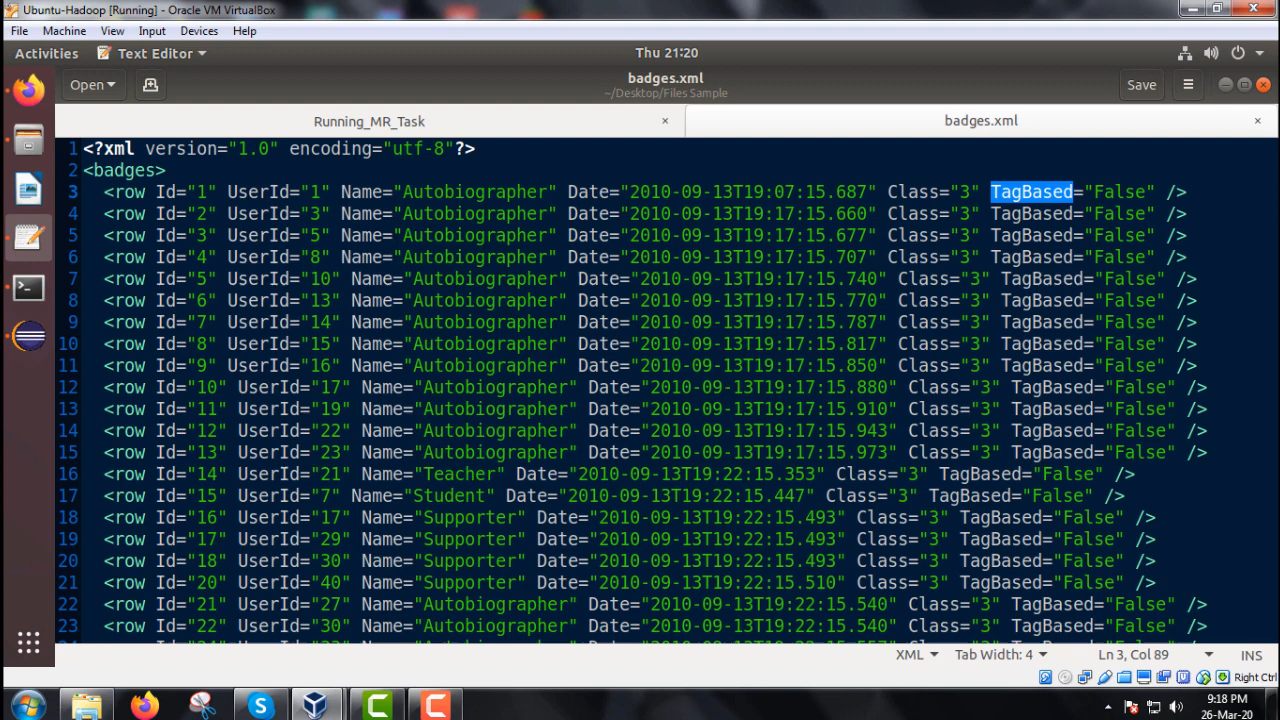 Ubuntu-Hadoop [Running] - Oracle VM VirtualBox
File Machine View Input Devices Help
Activities Text Editor Thu 21:20
Open badges.xml Save
~/Desktop/Files Sample
Running_MR_Task × badges.xml ×
1 <?xml version="1.0" encoding="utf-8"?>
2 <badges>
3 <row Id="1" UserId="1" Name="Autobiographer" Date="2010-09-13T19:07:15.687" Class="3" TagBased="False" />
4 <row Id="2" UserId="3" Name="Autobiographer" Date="2010-09-13T19:17:15.660" Class="3" TagBased="False" />
5 <row Id="3" UserId="5" Name="Autobiographer" Date="2010-09-13T19:17:15.677" Class="3" TagBased="False" />
6 <row Id="4" UserId="8" Name="Autobiographer" Date="2010-09-13T19:17:15.707" Class="3" TagBased="False" />
7 <row Id="5" UserId="10" Name="Autobiographer" Date="2010-09-13T19:17:15.740" Class="3" TagBased="False" />
8 <row Id="6" UserId="13" Name="Autobiographer" Date="2010-09-13T19:17:15.770" Class="3" TagBased="False" />
9 <row Id="7" UserId="14" Name="Autobiographer" Date="2010-09-13T19:17:15.787" Class="3" TagBased="False" />
10 <row Id="8" UserId="15" Name="Autobiographer" Date="2010-09-13T19:17:15.817" Class="3" TagBased="False" />
11 <row Id="9" UserId="16" Name="Autobiographer" Date="2010-09-13T19:17:15.850" Class="3" TagBased="False" />
12 <row Id="10" UserId="17" Name="Autobiographer" Date="2010-09-13T19:17:15.880" Class="3" TagBased="False" />
13 <row Id="11" UserId="19" Name="Autobiographer" Date="2010-09-13T19:17:15.910" Class="3" TagBased="False" />
14 <row Id="12" UserId="22" Name="Autobiographer" Date="2010-09-13T19:17:15.943" Class="3" TagBased="False" />
15 <row Id="13" UserId="23" Name="Autobiographer" Date="2010-09-13T19:17:15.973" Class="3" TagBased="False" />
16 <row Id="14" UserId="21" Name="Teacher" Date="2010-09-13T19:22:15.353" Class="3" TagBased="False" />
17 <row Id="15" UserId="7" Name="Student" Date="2010-09-13T19:22:15.447" Class="3" TagBased="False" />
18 <row Id="16" UserId="17" Name="Supporter" Date="2010-09-13T19:22:15.493" Class="3" TagBased="False" />
19 <row Id="17" UserId="29" Name="Supporter" Date="2010-09-13T19:22:15.493" Class="3" TagBased="False" />
20 <row Id="18" UserId="30" Name="Supporter" Date="2010-09-13T19:22:15.493" Class="3" TagBased="False" />
21 <row Id="20" UserId="40" Name="Supporter" Date="2010-09-13T19:22:15.510" Class="3" TagBased="False" />
22 <row Id="21" UserId="27" Name="Autobiographer" Date="2010-09-13T19:22:15.540" Class="3" TagBased="False" />
23 <row Id="22" UserId="30" Name="Autobiographer" Date="2010-09-13T19:22:15.540" Class="3" TagBased="False" />
XML Tab Width: 4 Ln 3, Col 89 INS
Right Ctrl
9:18 PM
26-Mar-20